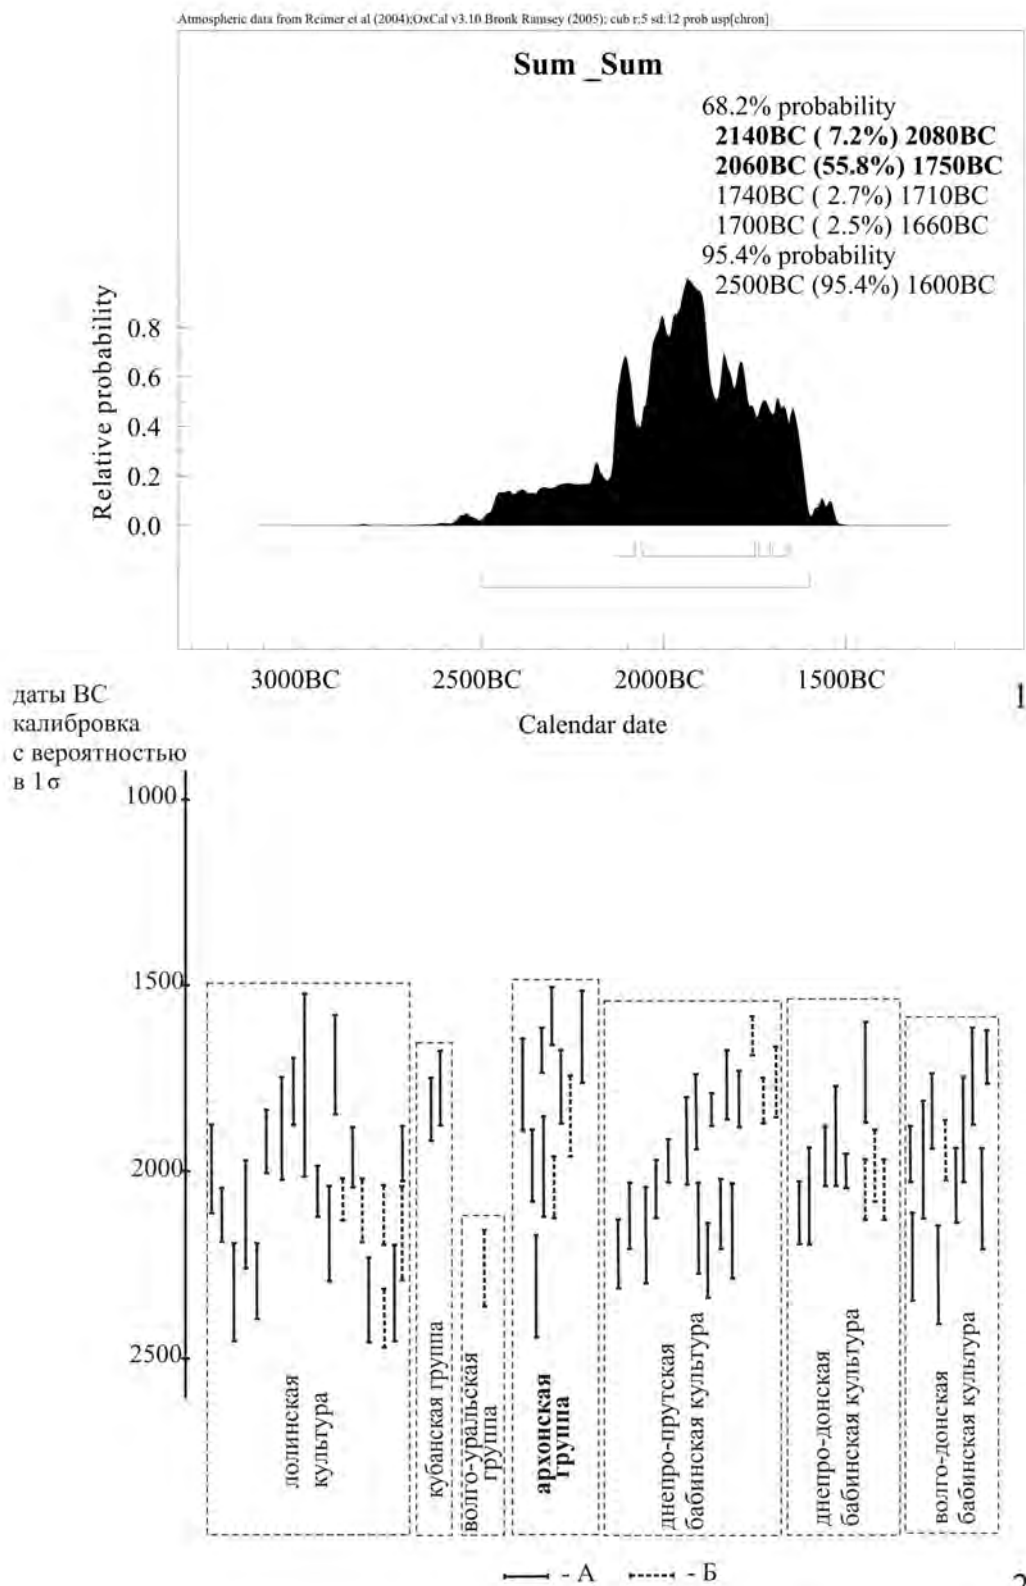 Atmospheric data from Reimer et al (2004);OxCal v3.10 Bronk Ramsey (2005); cub r:5 sd:12 prob usp[chron]
Sum _Sum
68.2% probability
2140BC ( 7.2%) 2080BC
2060BC (55.8%) 1750BC
1740BC ( 2.7%) 1710BC
1700BC ( 2.5%) 1660BC
95.4% probability
2500BC (95.4%) 1600BC
Relative probability
0.8
0.6
0.4
0.2
0.0
3000BC 2500BC 2000BC 1500BC
Calendar date
1
даты BC
калибровка
с вероятностью
в 1σ
1000
1500
2000
2500
лолинская
культура
кубанская группа
волго-уральская
группа
архонская
группа
днепро-прутская
бабинская культура
днепро-донская
бабинская культура
волго-донская
бабинская культура
- А - Б